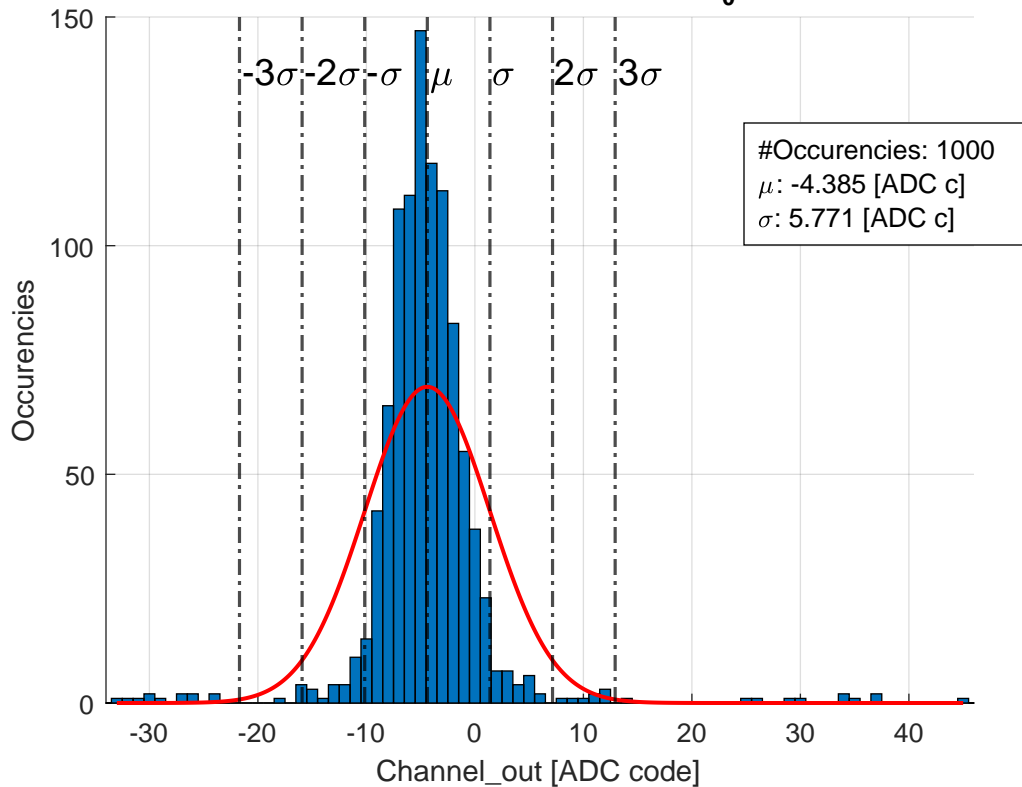 150
100
50
0
-3σ -2σ -σ μ σ 2σ 3σ
#Occurencies: 1000
μ: -4.385 [ADC c]
σ: 5.771 [ADC c]
Occurencies
-30 -20 -10 0 10 20 30 40
Channel_out [ADC code]